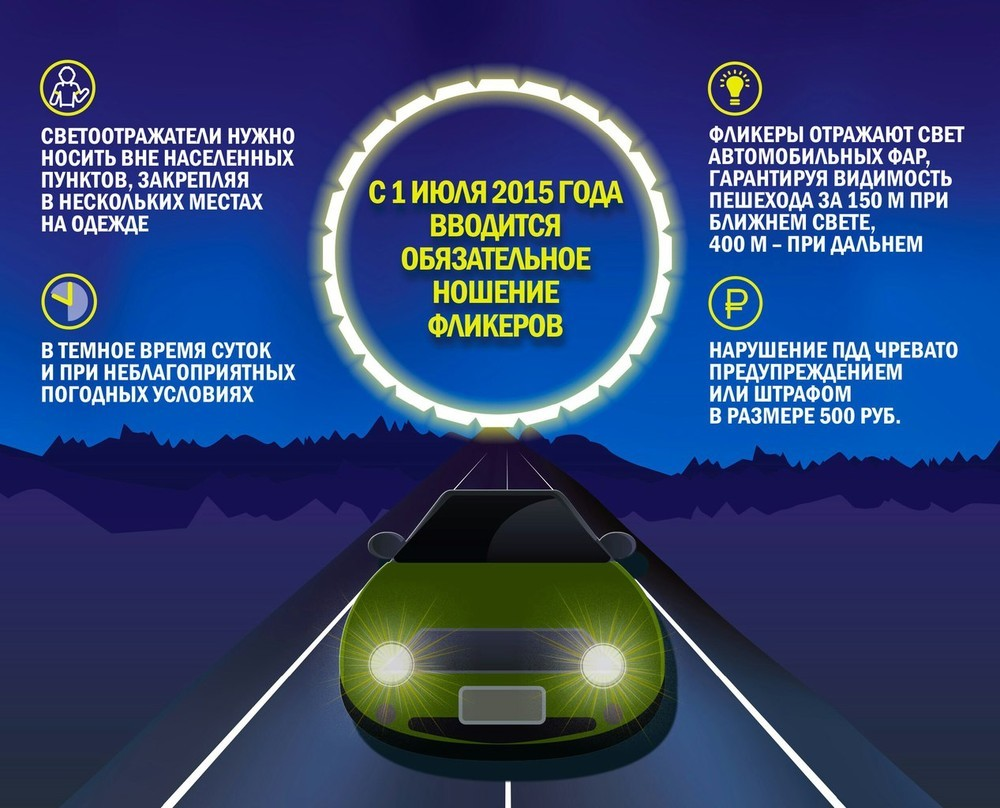 СВЕТООТРАЖАТЕЛИ НУЖНО
НОСИТЬ ВНЕ НАСЕЛЕННЫХ
ПУНКТОВ, ЗАКРЕПЛЯЯ
В НЕСКОЛЬКИХ МЕСТАХ
НА ОДЕЖДЕ
В ТЕМНОЕ ВРЕМЯ СУТОК
И ПРИ НЕБЛАГОПРИЯТНЫХ
ПОГОДНЫХ УСЛОВИЯХ
С 1 ИЮЛЯ 2015 ГОДА
ВВОДИТСЯ
ОБЯЗАТЕЛЬНОЕ
НОШЕНИЕ
ФЛИКЕРОВ
ФЛИКЕРЫ ОТРАЖАЮТ СВЕТ
АВТОМОБИЛЬНЫХ ФАР,
ГАРАНТИРУЯ ВИДИМОСТЬ
ПЕШЕХОДА ЗА 150 М ПРИ
БЛИЖНЕМ СВЕТЕ,
400 М – ПРИ ДАЛЬНЕМ
₽
НАРУШЕНИЕ ПДД ЧРЕВАТО
ПРЕДУПРЕЖДЕНИЕМ
ИЛИ ШТРАФОМ
В РАЗМЕРЕ 500 РУБ.